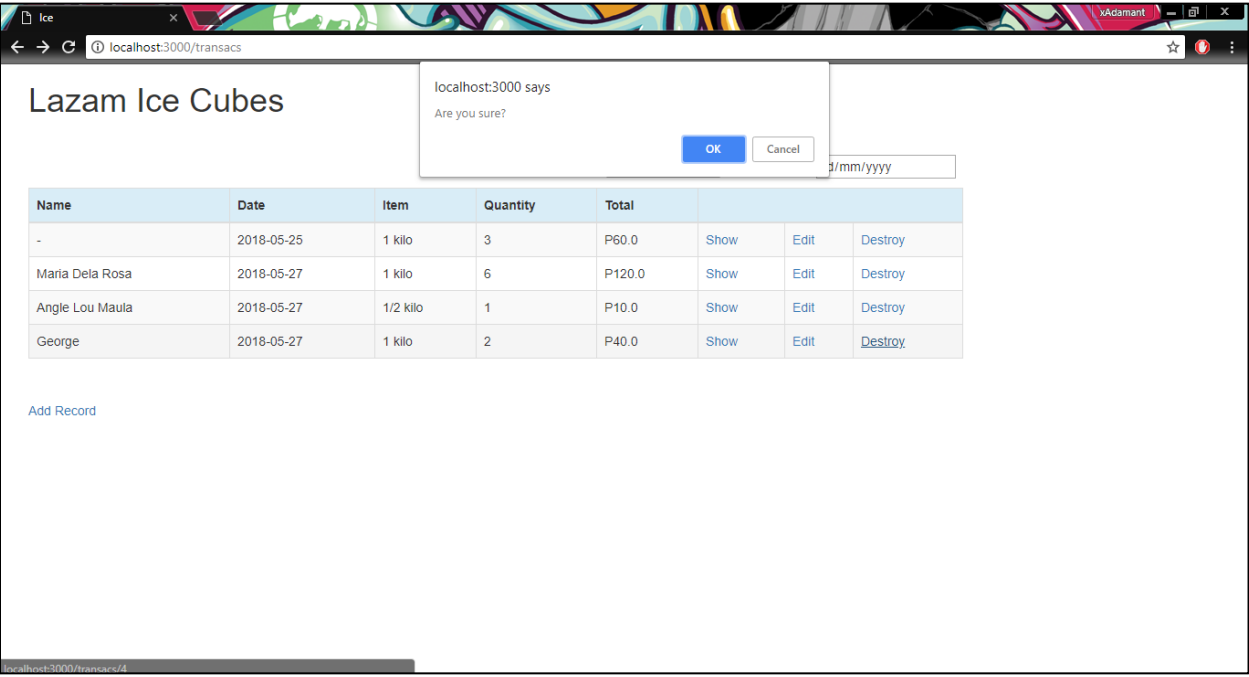 Ice
xAdamant
localhost:3000/transacs
localhost:3000 says
Are you sure?
OK Cancel
Lazam Ice Cubes
d/mm/yyyy
Name Date Item Quantity Total
- 2018-05-25 1 kilo 3 P60.0 Show Edit Destroy
Maria Dela Rosa 2018-05-27 1 kilo 6 P120.0 Show Edit Destroy
Angle Lou Maula 2018-05-27 1/2 kilo 1 P10.0 Show Edit Destroy
George 2018-05-27 1 kilo 2 P40.0 Show Edit Destroy
Add Record
localhost:3000/transacs/4